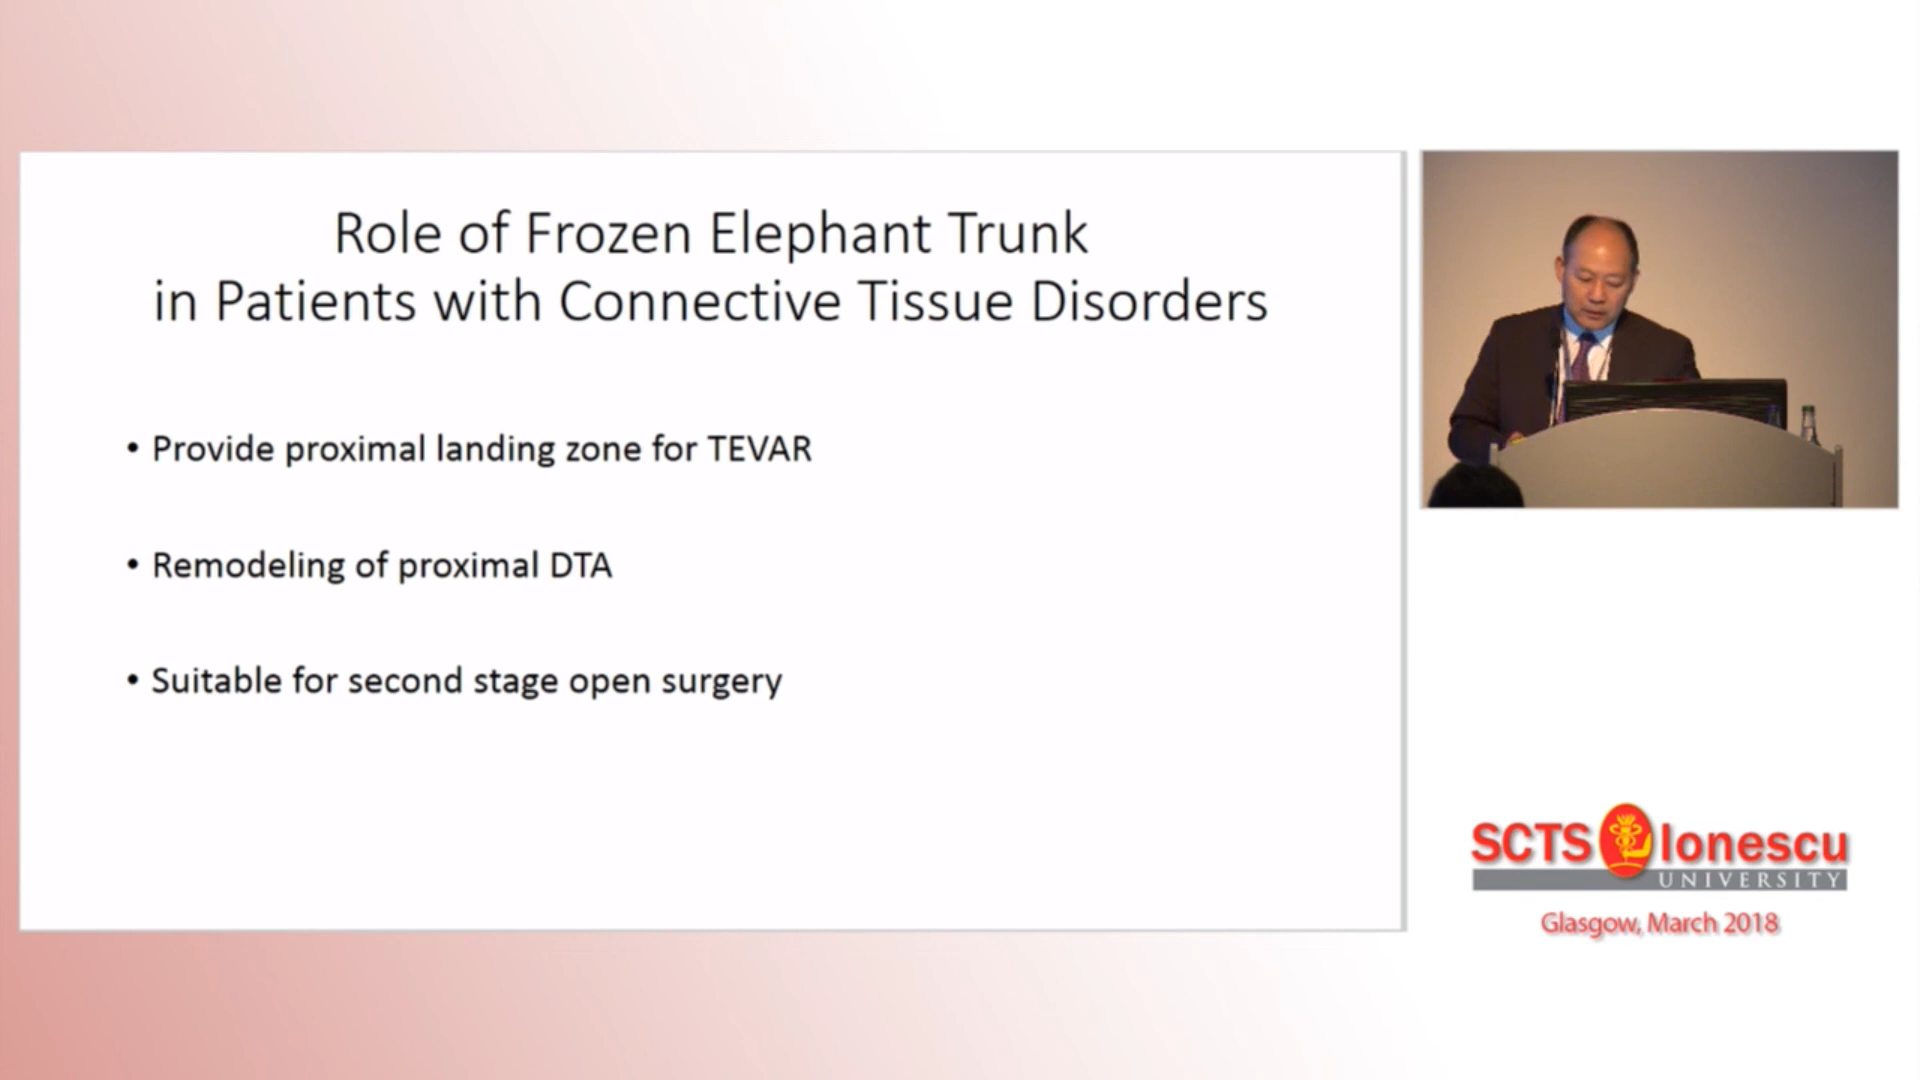 Role of Frozen Elephant Trunk
in Patients with Connective Tissue Disorders
• Provide proximal landing zone for TEVAR
• Remodeling of proximal DTA
• Suitable for second stage open surgery
SCTS Ionescu
UNIVERSITY
Glasgow, March 2018